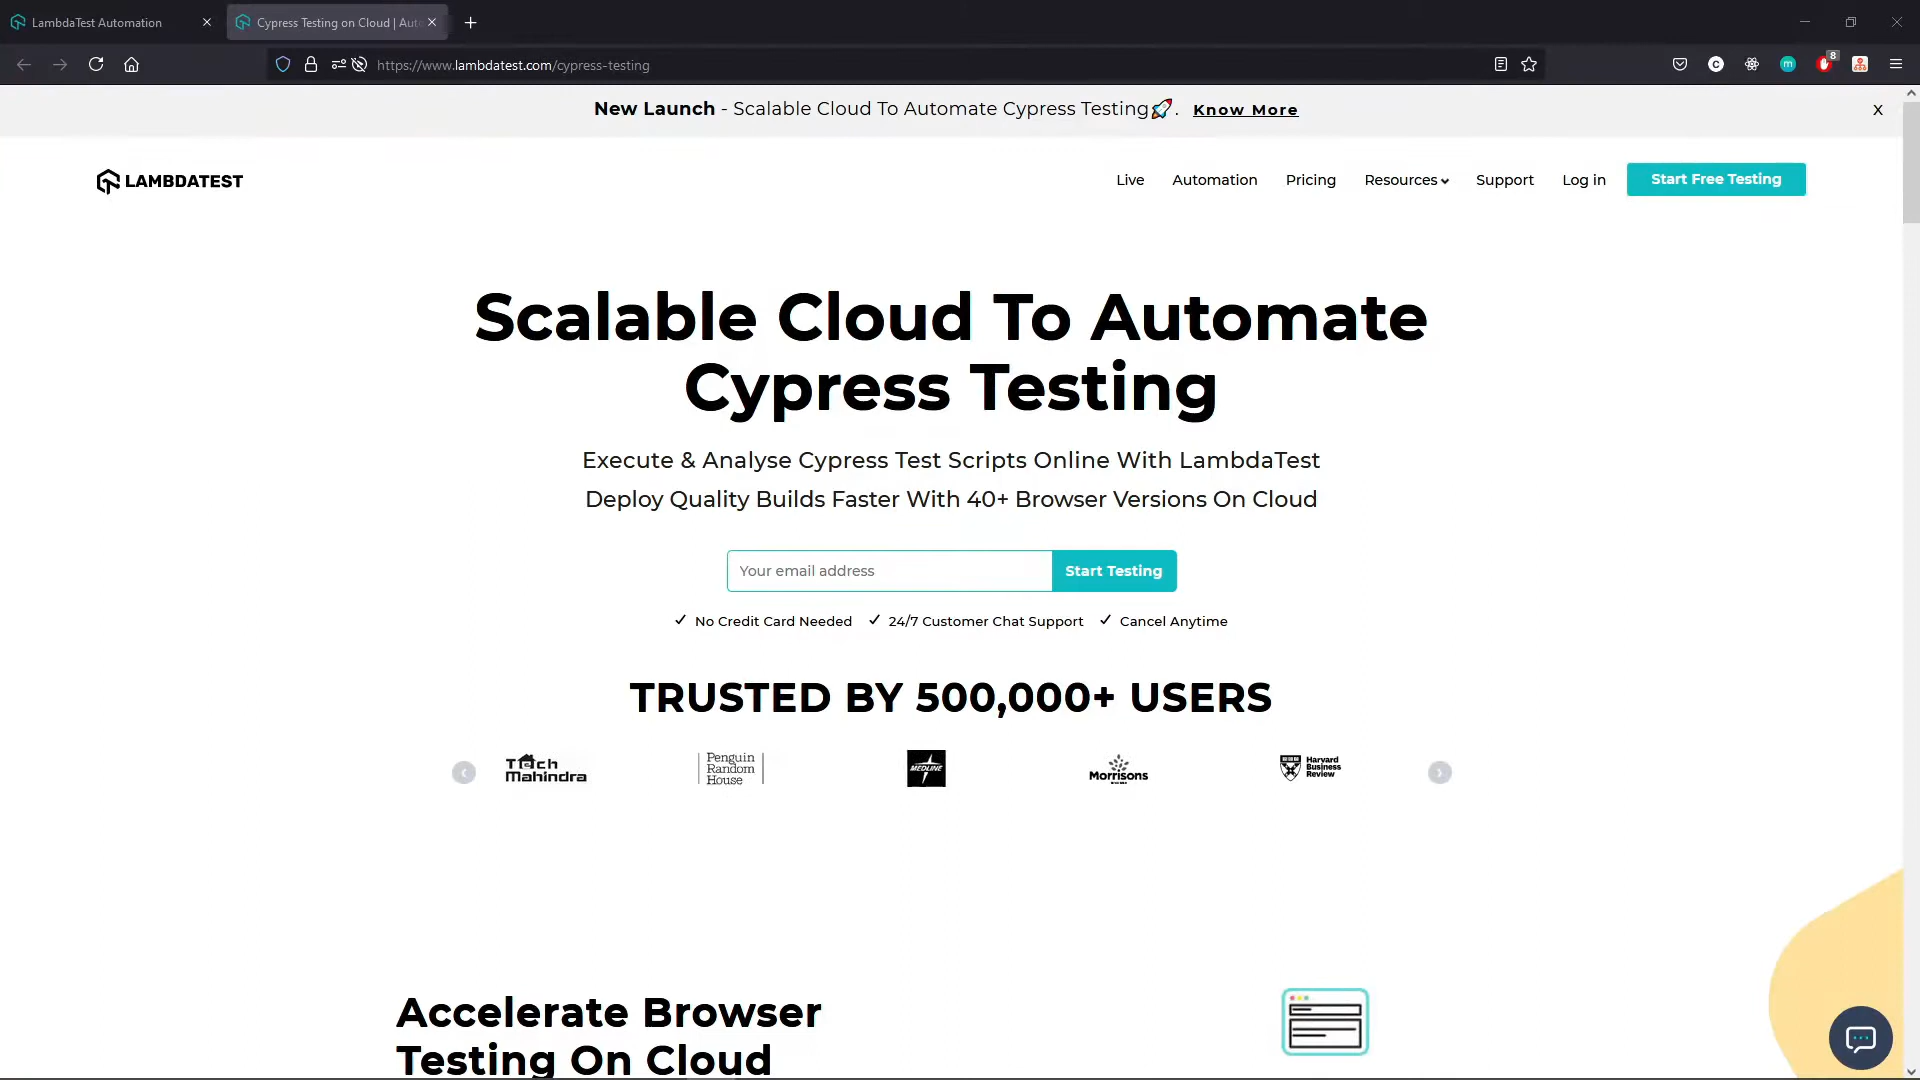 LambdaTest Automation
Cypress Testing on Cloud | Aut
https://www.lambdatest.com/cypress-testing
8
New Launch - Scalable Cloud To Automate Cypress Testing🚀. Know More
X
LAMBDATEST
Live
Automation
Pricing
Resources
Support
Log in
Start Free Testing
Scalable Cloud To Automate
Cypress Testing
Execute & Analyse Cypress Test Scripts Online With LambdaTest
Deploy Quality Builds Faster With 40+ Browser Versions On Cloud
Your email address
Start Testing
✓ No Credit Card Needed ✓ 24/7 Customer Chat Support ✓ Cancel Anytime
TRUSTED BY 500,000+ USERS
Tech
Mahindra
Penguin
Random
House
MEDLINE
Morrisons
Harvard
Business
Review
Accelerate Browser
Testing On Cloud